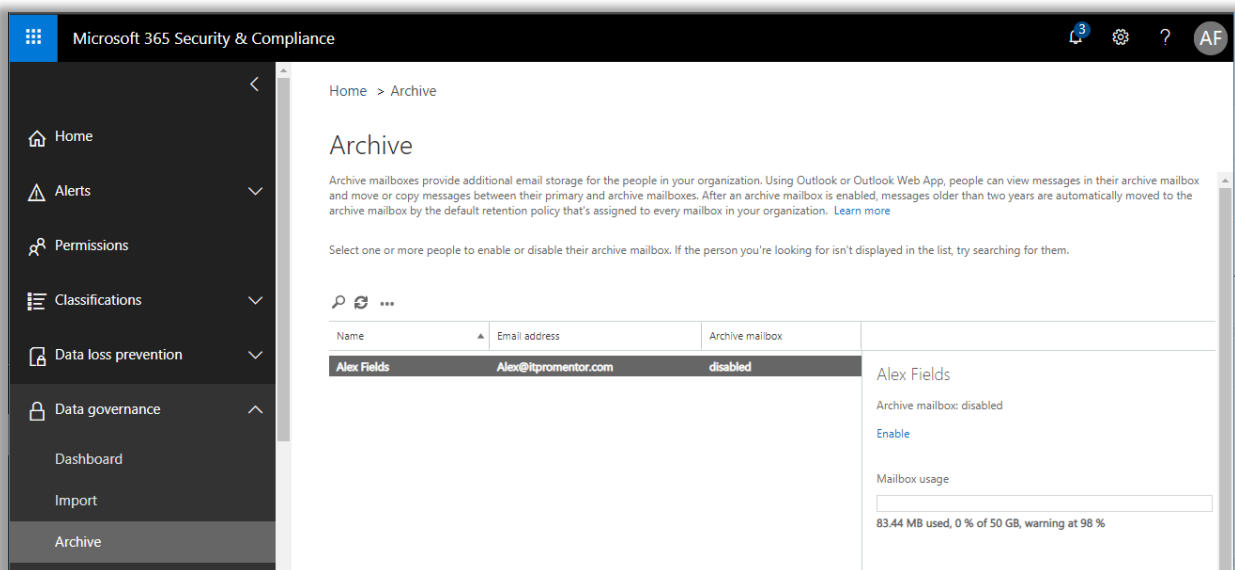 Microsoft 365 Security & Compliance
3
?
AF
Home
Alerts
Permissions
Classifications
Data loss prevention
Data governance
Dashboard
Import
Archive
Home > Archive
Archive
Archive mailboxes provide additional email storage for the people in your organization. Using Outlook or Outlook Web App, people can view messages in their archive mailbox
and move or copy messages between their primary and archive mailboxes. After an archive mailbox is enabled, messages older than two years are automatically moved to the
archive mailbox by the default retention policy that's assigned to every mailbox in your organization. Learn more
Select one or more people to enable or disable their archive mailbox. If the person you're looking for isn't displayed in the list, try searching for them.
Name Email address Archive mailbox
Alex Fields Alex@itpromentor.com disabled
Alex Fields
Archive mailbox: disabled
Enable
Mailbox usage
83.44 MB used, 0 % of 50 GB, warning at 98 %